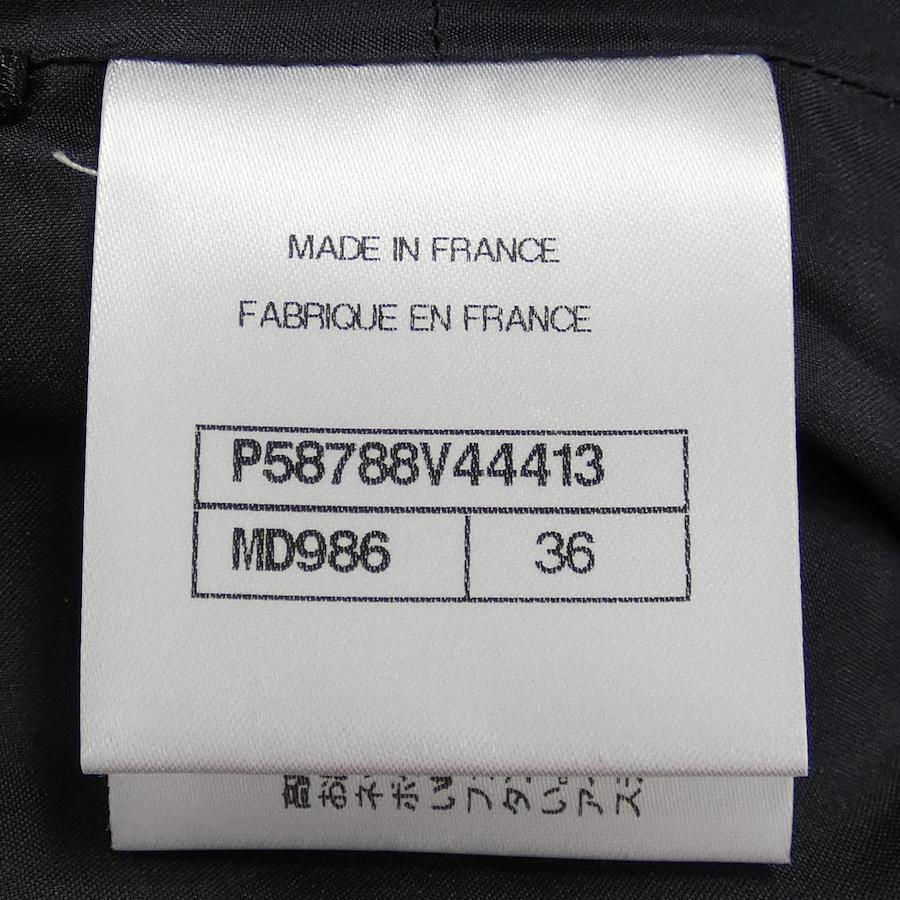 MADE IN FRANCE
FABRIQUE EN FRANCE
P58788V44413
MD986 36